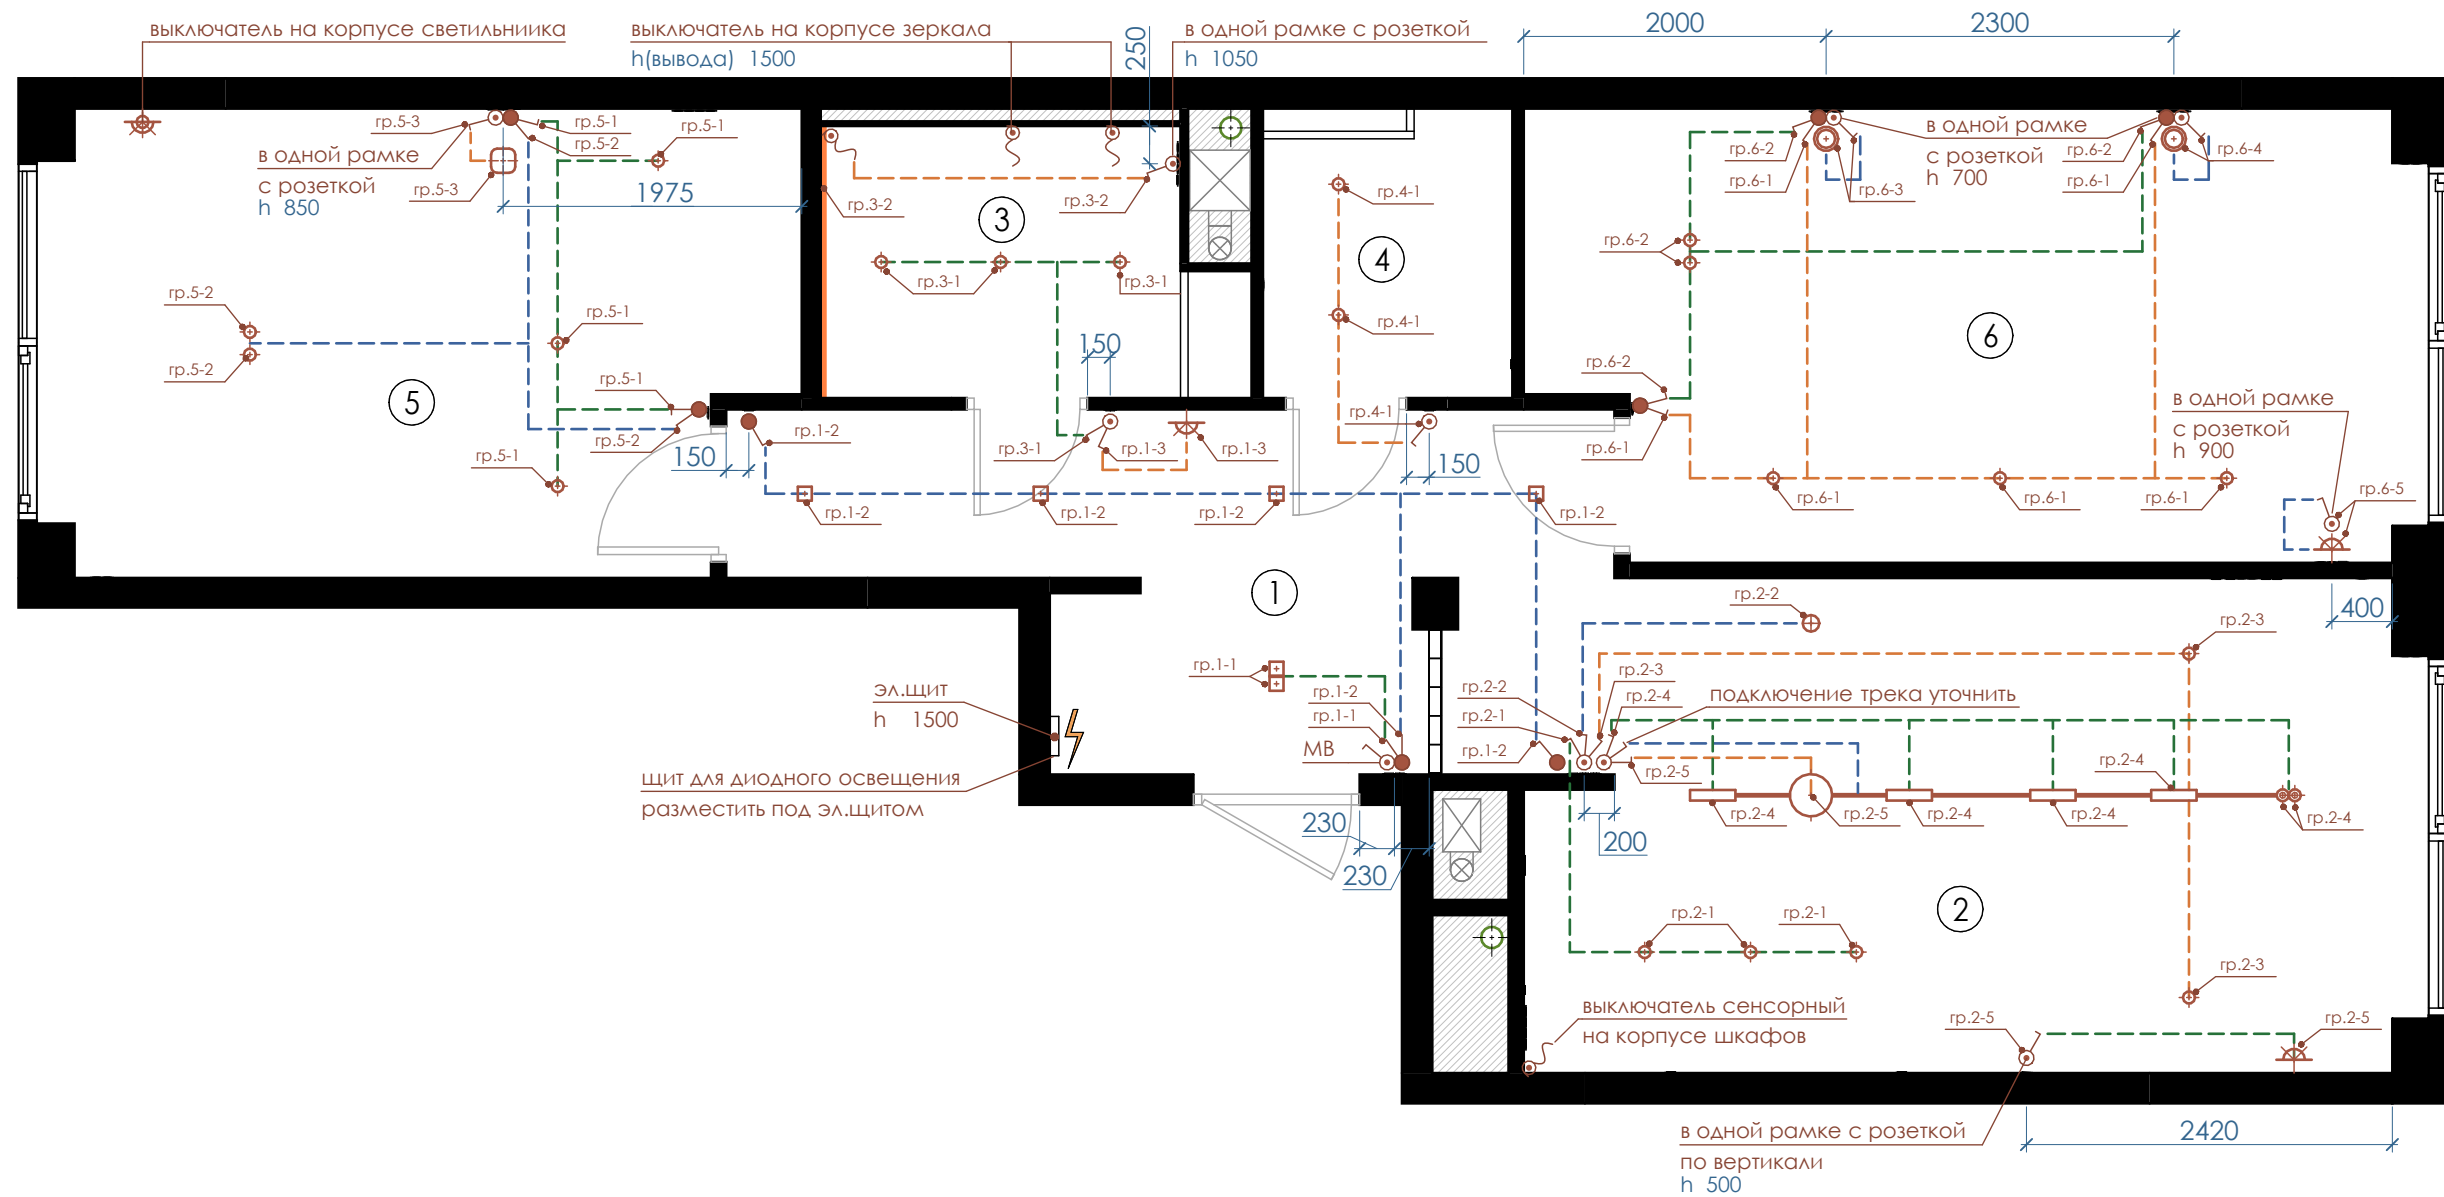 выключатель на корпусе светильника
выключатель на корпусе зеркала
h(вывода) 1500
250
в одной рамке с розеткой
h 1050
2000
2300
гр.5-3
гр.5-1
гр.5-2
гр.5-1
в одной рамке
с розеткой
h 850
гр.5-3
1975
гр.3-2
3
гр.3-2
гр.4-1
гр.6-2
гр.6-1
гр.6-3
в одной рамке
с розеткой
h 700
гр.6-2
гр.6-1
гр.6-4
гр.3-1
гр.3-1
4
гр.6-2
гр.5-2
гр.5-1
гр.5-2
150
гр.4-1
6
гр.5-1
5
гр.6-2
гр.4-1
гр.5-2
гр.1-2
гр.3-1
гр.1-3
гр.1-3
гр.6-1
в одной рамке
с розеткой
h 900
гр.5-1
150
150
гр.1-2
гр.1-2
гр.1-2
гр.1-2
гр.6-1
гр.6-1
гр.6-1
гр.6-5
1
гр.2-2
400
гр.2-3
гр.1-1
эл.щит
h 1500
гр.1-2
гр.1-1
МВ
гр.2-2
гр.2-1
гр.1-2
гр.2-3
гр.2-4
подключение трека уточнить
гр.2-5
гр.2-4
щит для диодного освещения
разместить под эл.щитом
гр.2-4
гр.2-5
гр.2-4
гр.2-4
гр.2-4
230
230
200
2
гр.2-1
гр.2-1
гр.2-3
выключатель сенсорный
на корпусе шкафов
гр.2-5
гр.2-5
в одной рамке с розеткой
по вертикали
h 500
2420